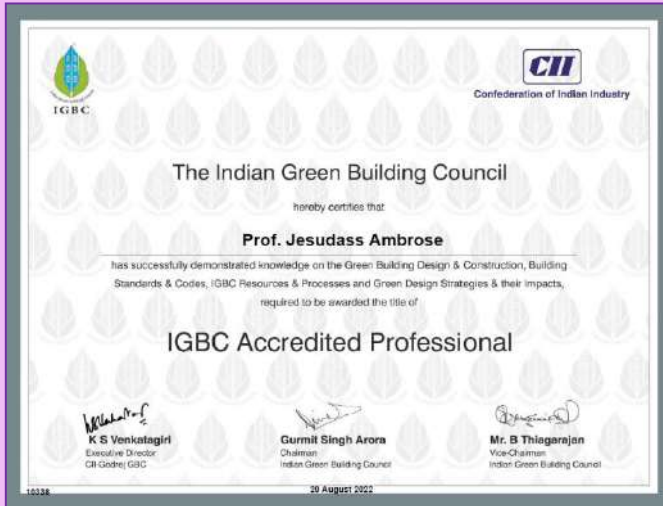 IGBC
CII
Confederation of Indian Industry
The Indian Green Building Council
hereby certifies that
Prof. Jesudass Ambrose
has successfully demonstrated knowledge on the Green Building Design & Construction, Building
Standards & Codes, IGBC Resources & Processes and Green Design Strategies & their Impacts,
required to be awarded the title of
IGBC Accredited Professional
K S Venkatagiri
Executive Director
CII-Godrej GBC
Gurmit Singh Arora
Chairman
Indian Green Building Council
Mr. B Thiagarajan
Vice-Chairman
Indian Green Building Council
29 August 2022